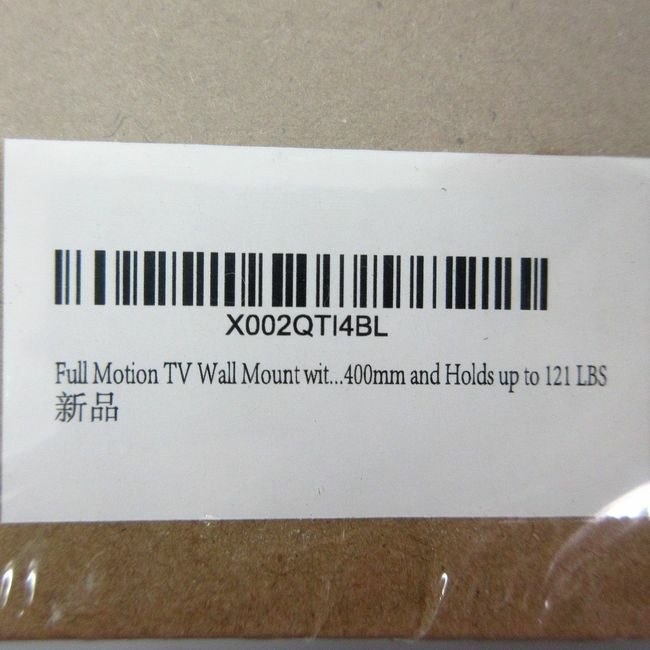 X002QTI4BL
Full Motion TV Wall Mount wit...400mm and Holds up to 121 LBS
新品